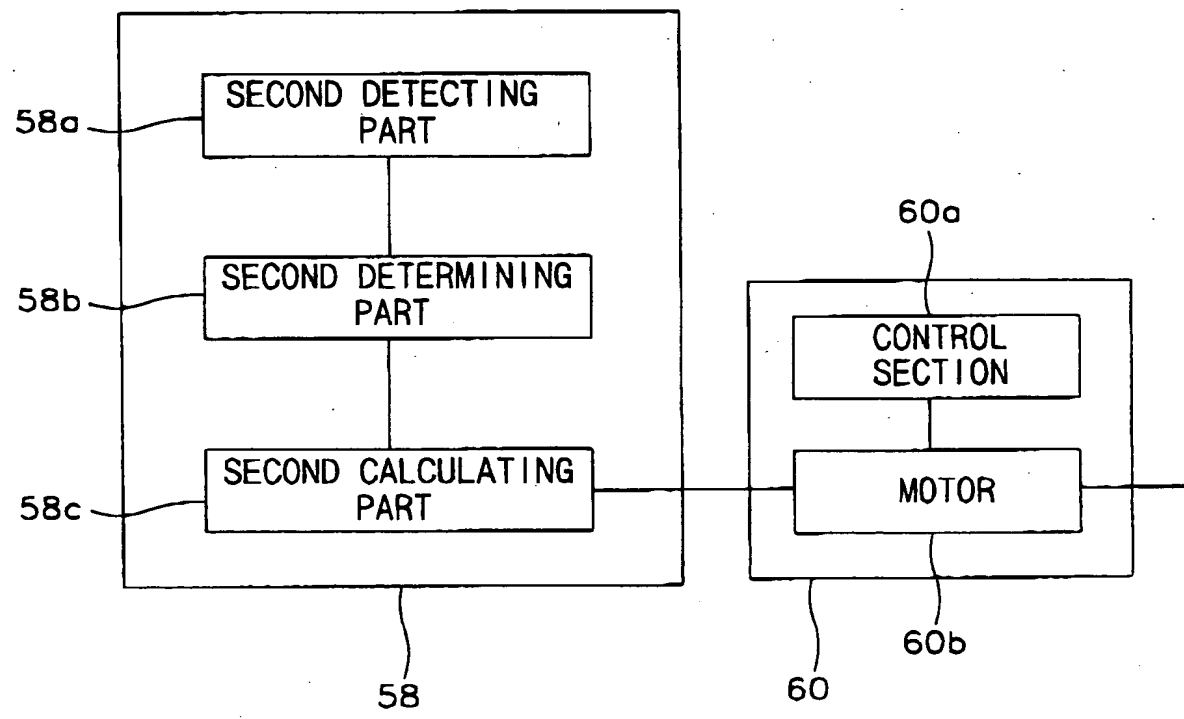 SECOND DETECTING
PART
58a
SECOND DETERMINING
PART
58b
SECOND CALCULATING
PART
58c
58
60a
CONTROL
SECTION
MOTOR
60b
60